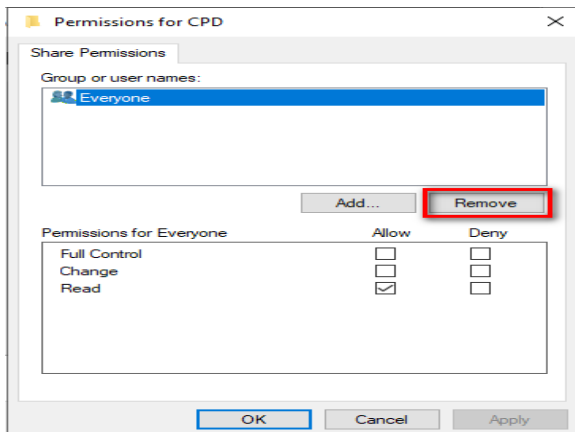 Permissions for CPD
Share Permissions
Group or user names:
Everyone
Add... Remove
Permissions for Everyone Allow Deny
Full Control
Change
Read
OK Cancel Apply